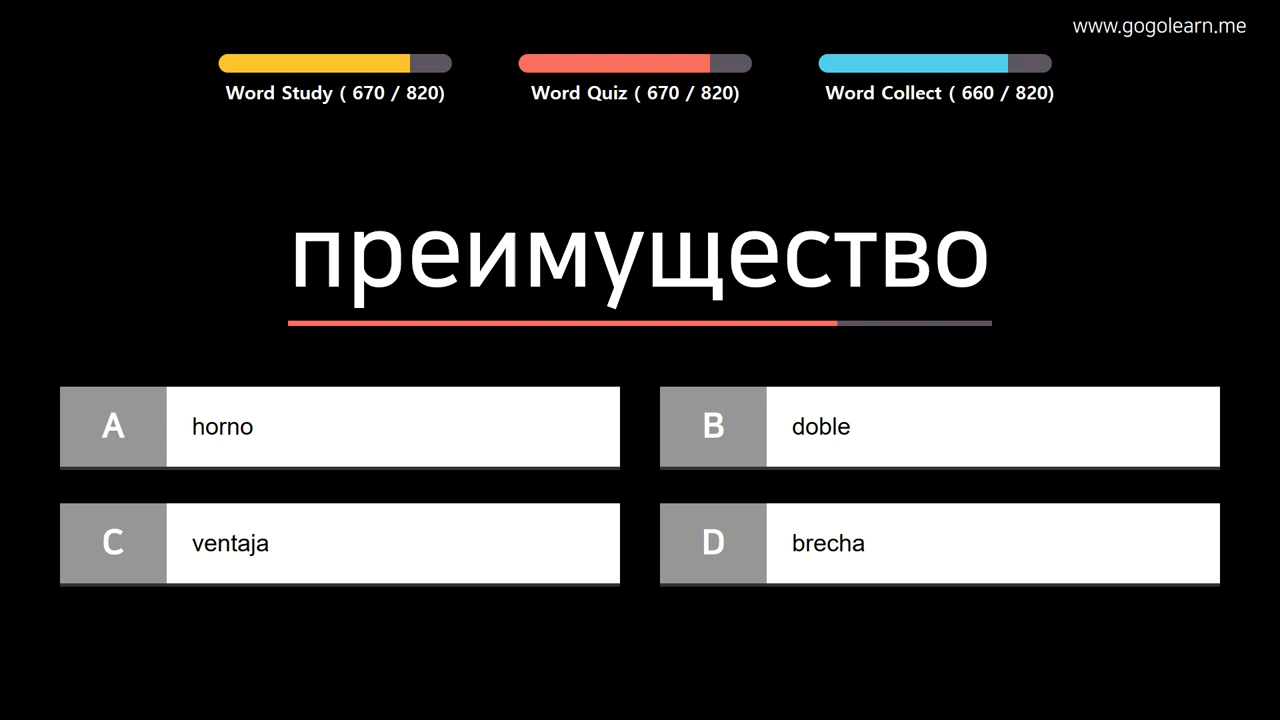 www.gogolearn.me
Word Study ( 670 / 820)
Word Quiz ( 670 / 820)
Word Collect ( 660 / 820)
преимущество
A horno
B doble
C ventaja
D brecha